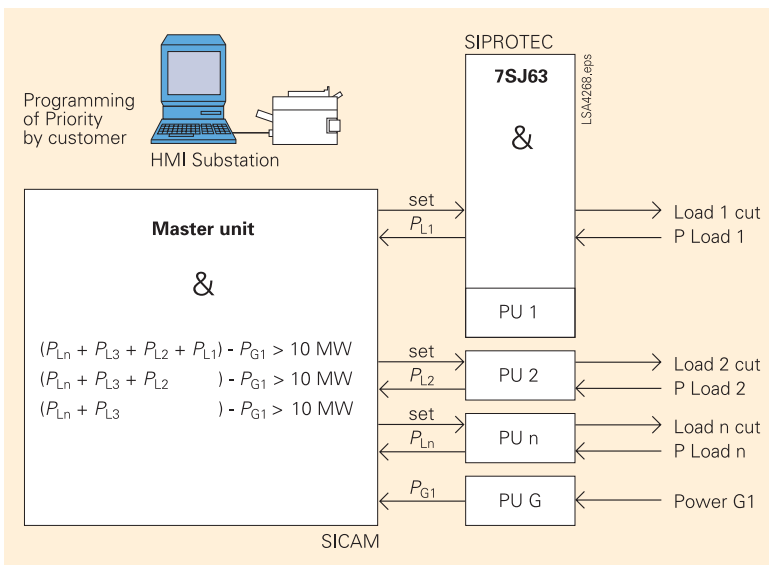 SIPROTEC
7SJ63
&
LSA4268.eps
Programming
of Priority
by customer
HMI Substation
Master unit
&
(PLn + PL3 + PL2 + PL1) - PG1 > 10 MW
(PLn + PL3 + PL2 ) - PG1 > 10 MW
(PLn + PL3 ) - PG1 > 10 MW
set
PL1
Load 1 cut
P Load 1
PU 1
set
PL2
PU 2
Load 2 cut
P Load 2
set
PLn
PU n
Load n cut
P Load n
PG1
PU G
Power G1
SICAM